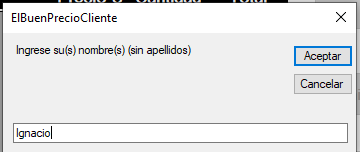 ElBuenPrecioCliente
Ingrese su(s) nombre(s) (sin apellidos)
Aceptar
Cancelar
Ignacio